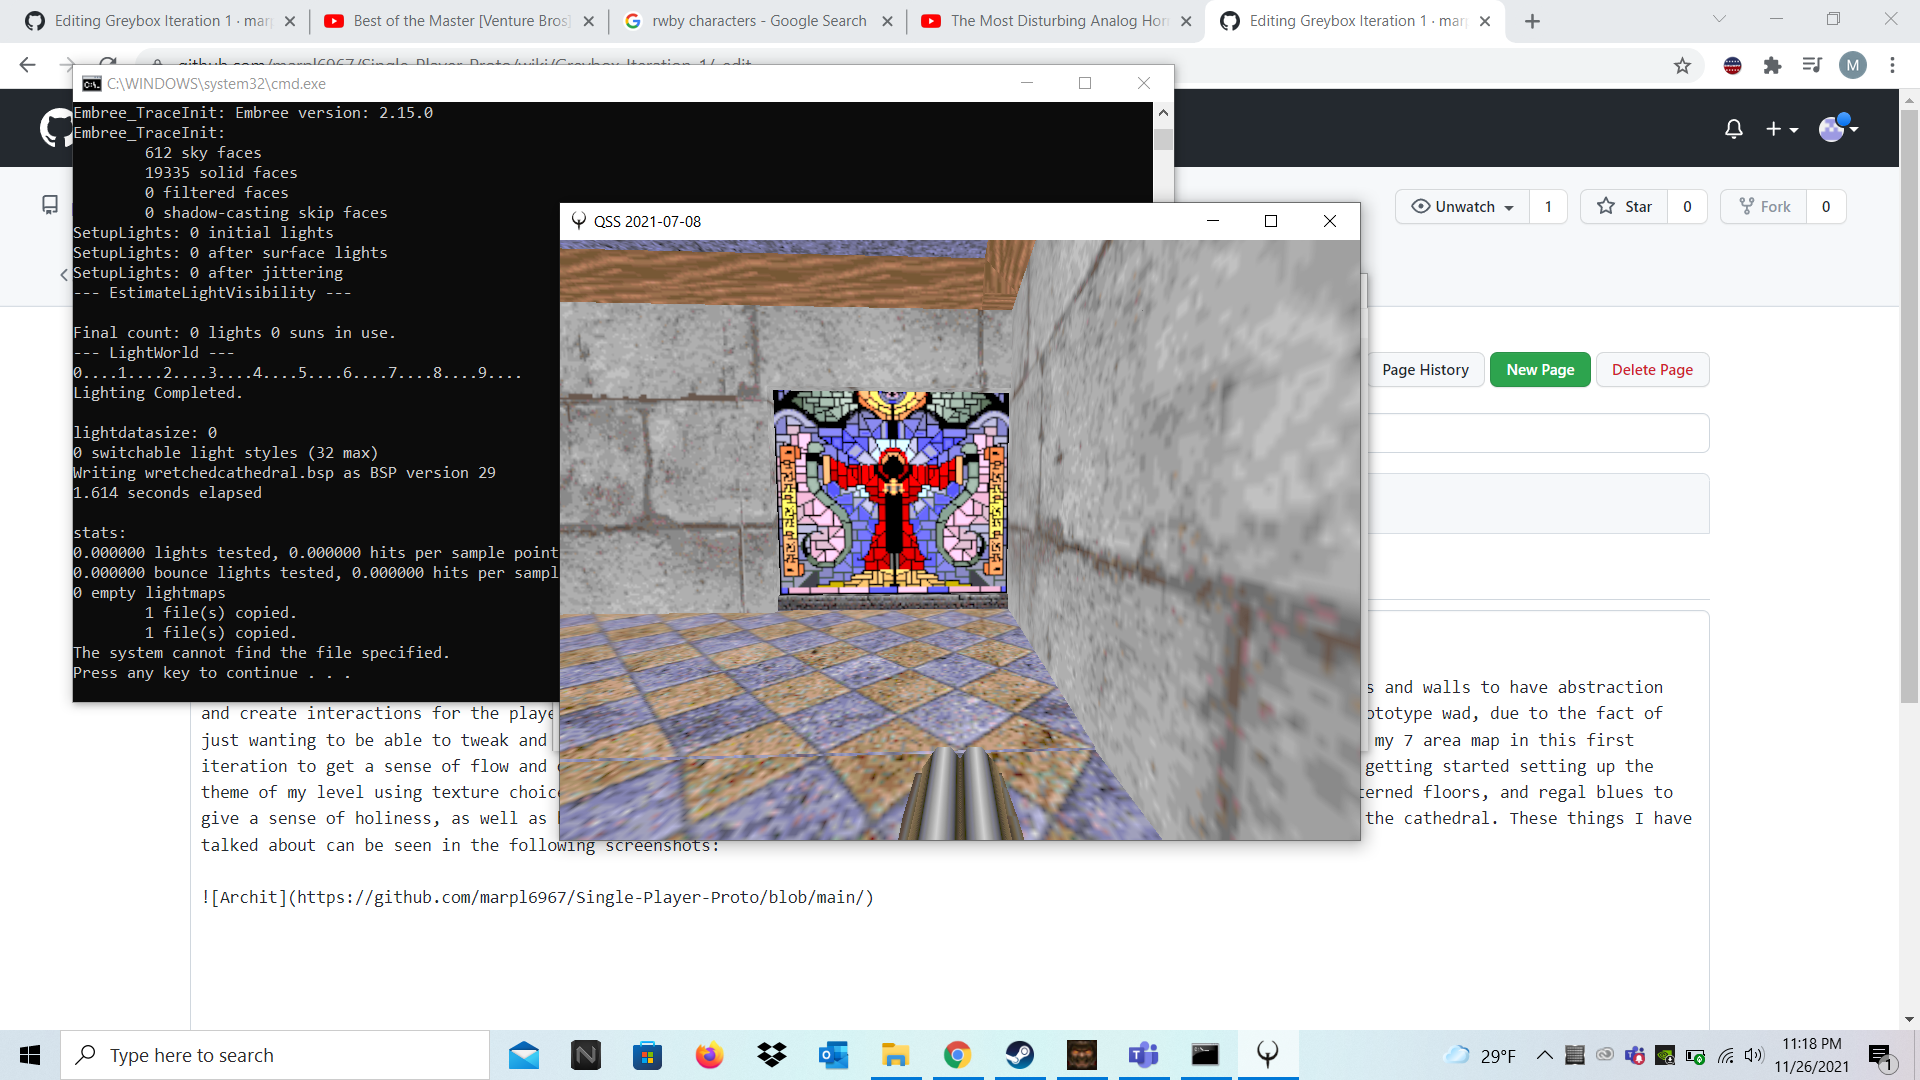 Editing Greybox Iteration 1 · mar
Best of the Master [Venture Bros]
rwby characters - Google Search
The Most Disturbing Analog Hor
Editing Greybox Iteration 1 · mar
github.com/marpl6967/Single-Player-Proto/wiki/Greybox-Iteration-1/_edit
M
C:\WINDOWS\system32\cmd.exe
Embree_TraceInit: Embree version: 2.15.0
Embree_TraceInit:
612 sky faces
19335 solid faces
0 filtered faces
0 shadow-casting skip faces
SetupLights: 0 initial lights
SetupLights: 0 after surface lights
SetupLights: 0 after jittering
--- EstimateLightVisibility ---
Final count: 0 lights 0 suns in use.
--- LightWorld ---
0....1....2....3....4....5....6....7....8....9....
Lighting Completed.
lightdatasize: 0
0 switchable light styles (32 max)
Writing wretchedcathedral.bsp as BSP version 29
1.614 seconds elapsed
stats:
0.000000 lights tested, 0.000000 hits per sample point
0.000000 bounce lights tested, 0.000000 hits per sampl
0 empty lightmaps
1 file(s) copied.
1 file(s) copied.
The system cannot find the file specified.
Press any key to continue . . .
QSS 2021-07-08
Unwatch 1
Star 0
Fork 0
Page History
New Page
Delete Page
s and walls to have abstraction
and create interactions for the playe ototype wad, due to the fact of
just wanting to be able to tweak and my 7 area map in this first
iteration to get a sense of flow and getting started setting up the
theme of my level using texture choic terned floors, and regal blues to
give a sense of holiness, as well as the cathedral. These things I have
talked about can be seen in the following screenshots:
![Archit](https://github.com/marpl6967/Single-Player-Proto/blob/main/)
Type here to search
29°F
11:18 PM
11/26/2021
1